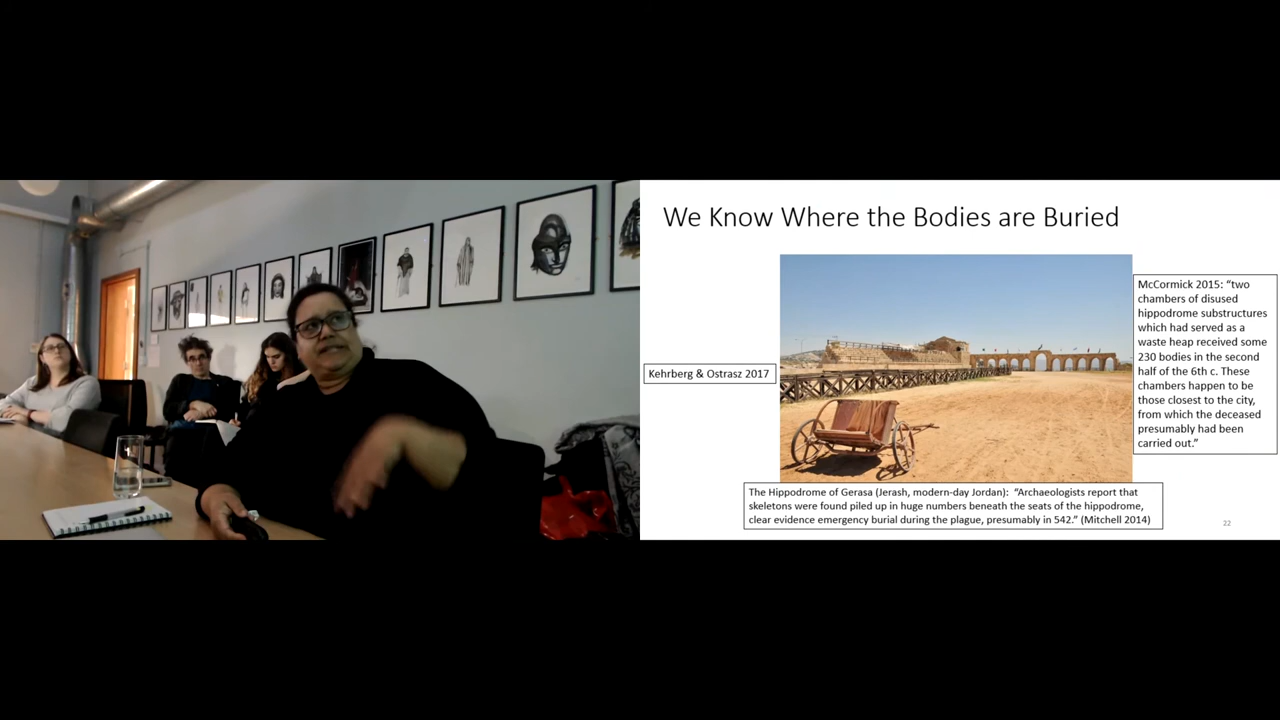 We Know Where the Bodies are Buried
McCormick 2015: “two
chambers of disused
hippodrome substructures
which had served as a
waste heap received some
230 bodies in the second
half of the 6th c. These
chambers happen to be
those closest to the city,
from which the deceased
presumably had been
carried out.”
Kehrberg & Ostrasz 2017
The Hippodrome of Gerasa (Jerash, modern-day Jordan): “Archaeologists report that
skeletons were found piled up in huge numbers beneath the seats of the hippodrome,
clear evidence emergency burial during the plague, presumably in 542.” (Mitchell 2014)
22